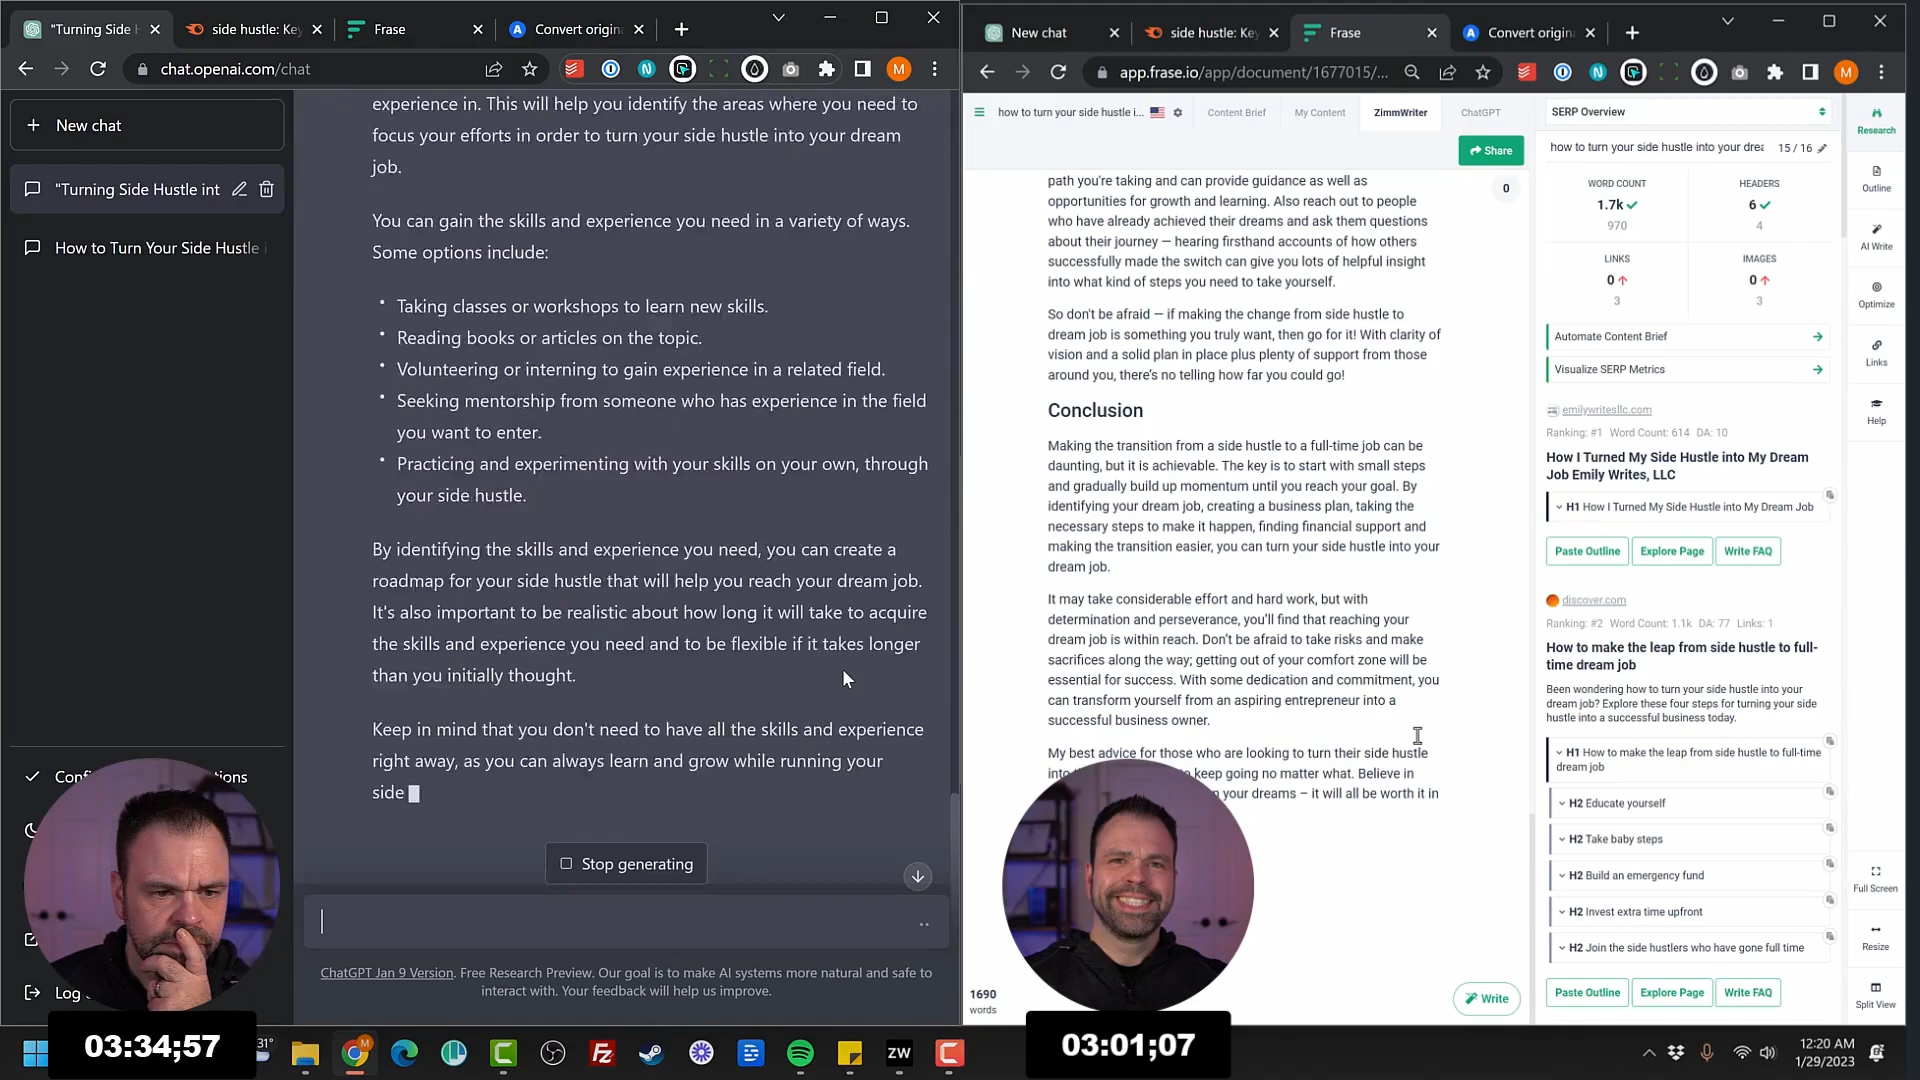 "Turning Side H
side hustle: Key
Frase
Convert origin
chat.openai.com/chat
M
New chat
"Turning Side Hustle int
How to Turn Your Side Hustle i
Log
experience in. This will help you identify the areas where you need to
focus your efforts in order to turn your side hustle into your dream
job.
You can gain the skills and experience you need in a variety of ways.
Some options include:
• Taking classes or workshops to learn new skills.
• Reading books or articles on the topic.
• Volunteering or interning to gain experience in a related field.
• Seeking mentorship from someone who has experience in the field
you want to enter.
• Practicing and experimenting with your skills on your own, through
your side hustle.
By identifying the skills and experience you need, you can create a
roadmap for your side hustle that will help you reach your dream job.
It's also important to be realistic about how long it will take to acquire
the skills and experience you need and to be flexible if it takes longer
than you initially thought.
Keep in mind that you don't need to have all the skills and experience
right away, as you can always learn and grow while running your
side
Stop generating
ChatGPT Jan 9 Version. Free Research Preview. Our goal is to make AI systems more natural and safe to
interact with. Your feedback will help us improve.
03:34;57
New chat
side hustle: Key
Frase
Convert origin
app.frase.io/app/document/1677015/...
M
how to turn your side hustle i...
Content Brief
My Content
ZimmWriter
ChatGPT
Share
0
path you're taking and can provide guidance as well as
opportunities for growth and learning. Also reach out to people
who have already achieved their dreams and ask them questions
about their journey — hearing firsthand accounts of how others
successfully made the switch can give you lots of helpful insight
into what kind of steps you need to take yourself.
So don't be afraid — if making the change from side hustle to
dream job is something you truly want, then go for it! With clarity of
vision and a solid plan in place plus plenty of support from those
around you, there's no telling how far you could go!
Conclusion
Making the transition from a side hustle to a full-time job can be
daunting, but it is achievable. The key is to start with small steps
and gradually build up momentum until you reach your goal. By
identifying your dream job, creating a business plan, taking the
necessary steps to make it happen, finding financial support and
making the transition easier, you can turn your side hustle into your
dream job.
It may take considerable effort and hard work, but with
determination and perseverance, you'll find that reaching your
dream job is within reach. Don't be afraid to take risks and make
sacrifices along the way; getting out of your comfort zone will be
essential for success. With some dedication and commitment, you
can transform yourself from an aspiring entrepreneur into a
successful business owner.
My best advice for those who are looking to turn their side hustle
keep going no matter what. Believe in
your dreams – it will all be worth it in
1690
words
Write
SERP Overview
how to turn your side hustle into your drea
15 / 16
WORD COUNT
1.7k
970
HEADERS
6
4
LINKS
0
3
IMAGES
0
3
Automate Content Brief
Visualize SERP Metrics
emilywritesllc.com
Ranking: #1 Word Count: 614 DA: 10
How I Turned My Side Hustle into My Dream
Job Emily Writes, LLC
H1 How I Turned My Side Hustle into My Dream Job
Paste Outline
Explore Page
Write FAQ
discover.com
Ranking: #2 Word Count: 1.1k DA: 77 Links: 1
How to make the leap from side hustle to full-
time dream job
Been wondering how to turn your side hustle into your
dream job? Explore these four steps for turning your side
hustle into a successful business today.
H1 How to make the leap from side hustle to full-time
dream job
H2 Educate yourself
H2 Take baby steps
H2 Build an emergency fund
H2 Invest extra time upfront
H2 Join the side hustlers who have gone full time
Paste Outline
Explore Page
Write FAQ
Research
Outline
AI Write
Optimize
Links
Help
Full Screen
Resize
Split View
03:01;07
31°
ZW
12:20 AM
1/29/2023